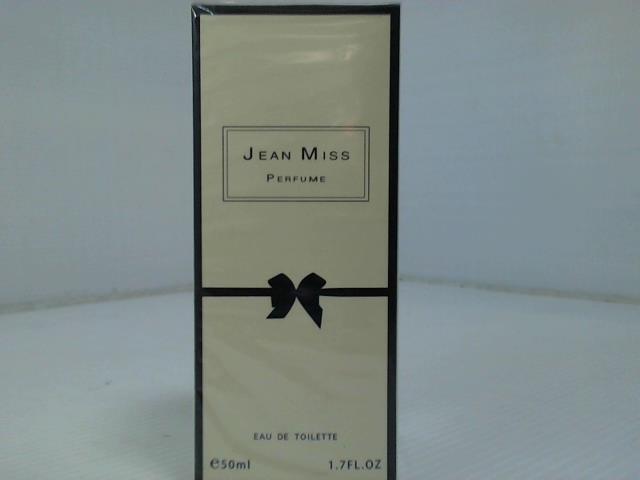 JEAN MISS
PERFUME
EAU DE TOILETTE
℮50ml 1.7FL.OZ